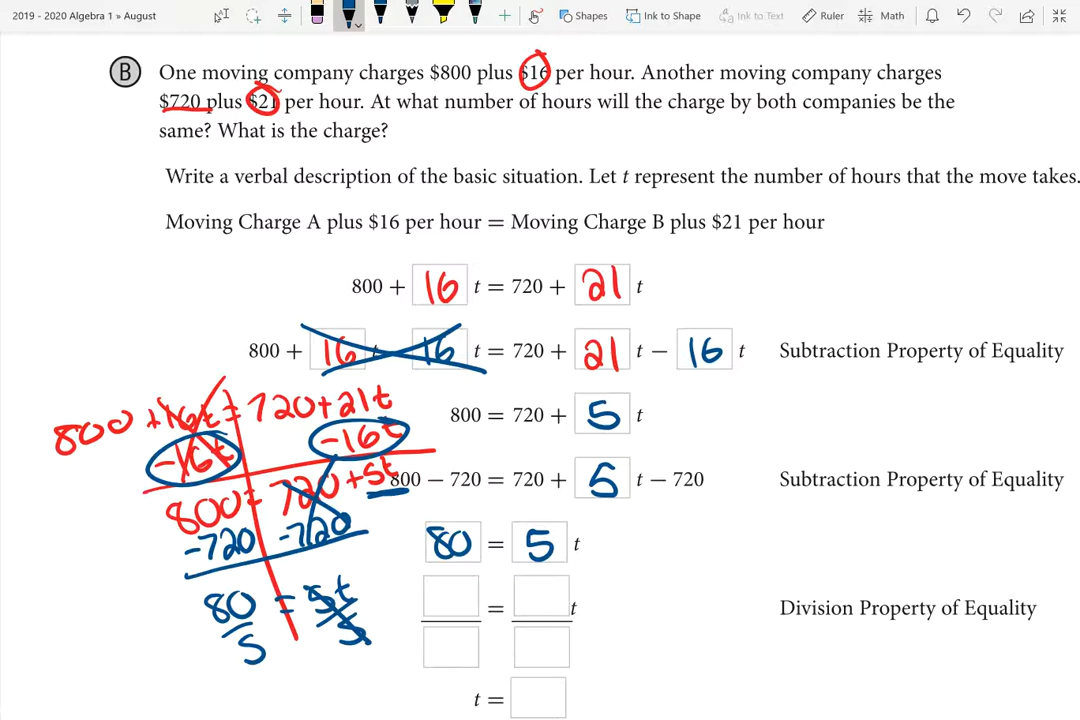 2019 - 2020 Algebra 1 » August
Shapes Ink to Shape Ink to Text Ruler Math
B One moving company charges $800 plus $16 per hour. Another moving company charges
$720 plus $21 per hour. At what number of hours will the charge by both companies be the
same? What is the charge?
Write a verbal description of the basic situation. Let t represent the number of hours that the move takes.
Moving Charge A plus $16 per hour = Moving Charge B plus $21 per hour
800 + 16 t = 720 + 21 t
800 + 16 t − 16 t = 720 + 21 t − 16 t Subtraction Property of Equality
800 = 720 + 5 t
800 − 720 = 720 + 5 t − 720 Subtraction Property of Equality
80 = 5 t
= t Division Property of Equality
t =
800 + 16t = 720 + 21t
-16t -16t
800 = 720 + 5t
-720 -720
80 = 5t
5 5